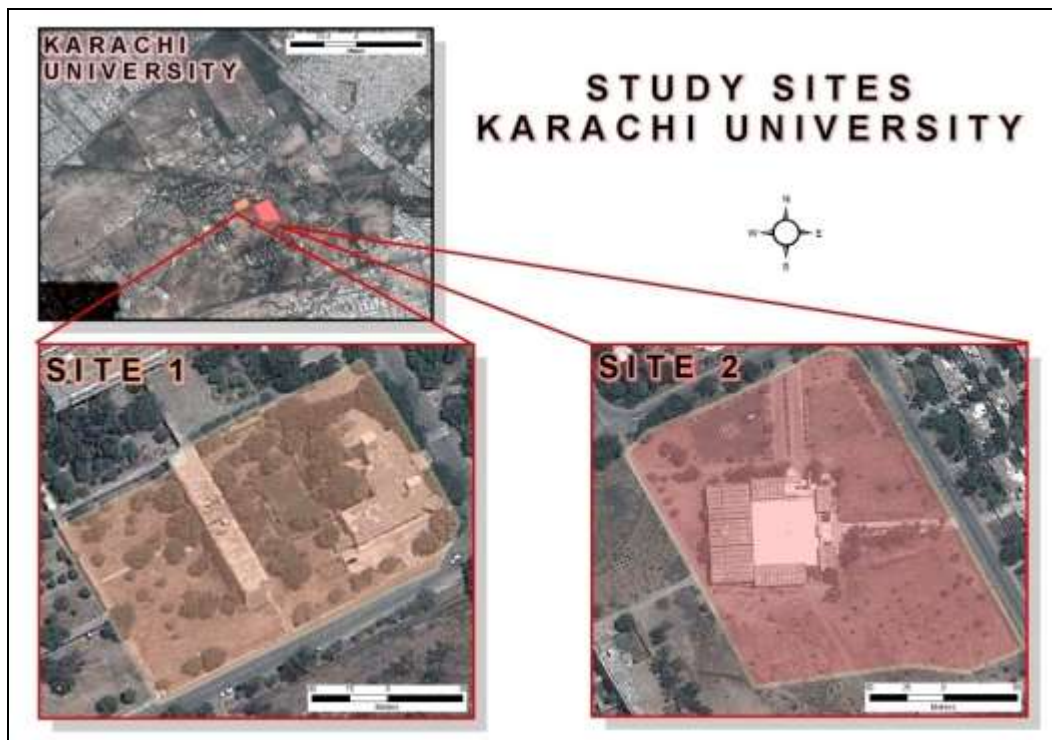 KARACHI
UNIVERSITY
STUDY SITES
KARACHI UNIVERSITY
N
W
E
S
SITE 1
SITE 2
Meters
Meters